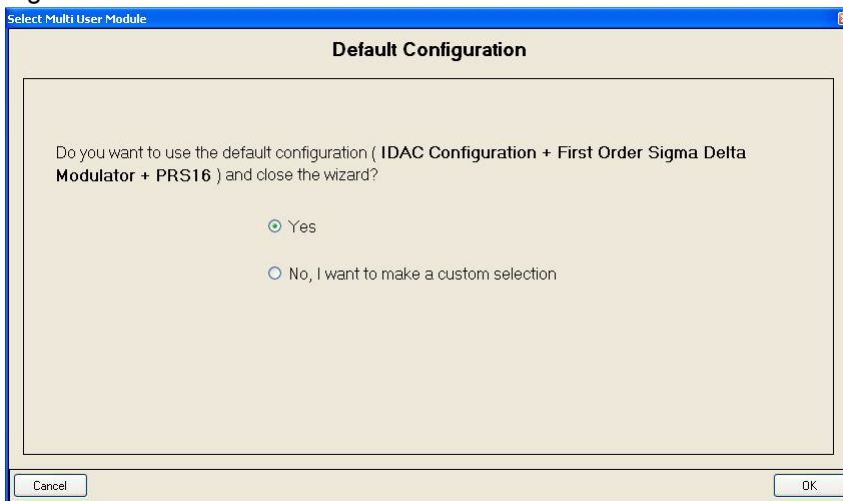 Select Multi User Module
Default Configuration
Do you want to use the default configuration ( IDAC Configuration + First Order Sigma Delta
Modulator + PRS16 ) and close the wizard?
Yes
No, I want to make a custom selection
Cancel
OK